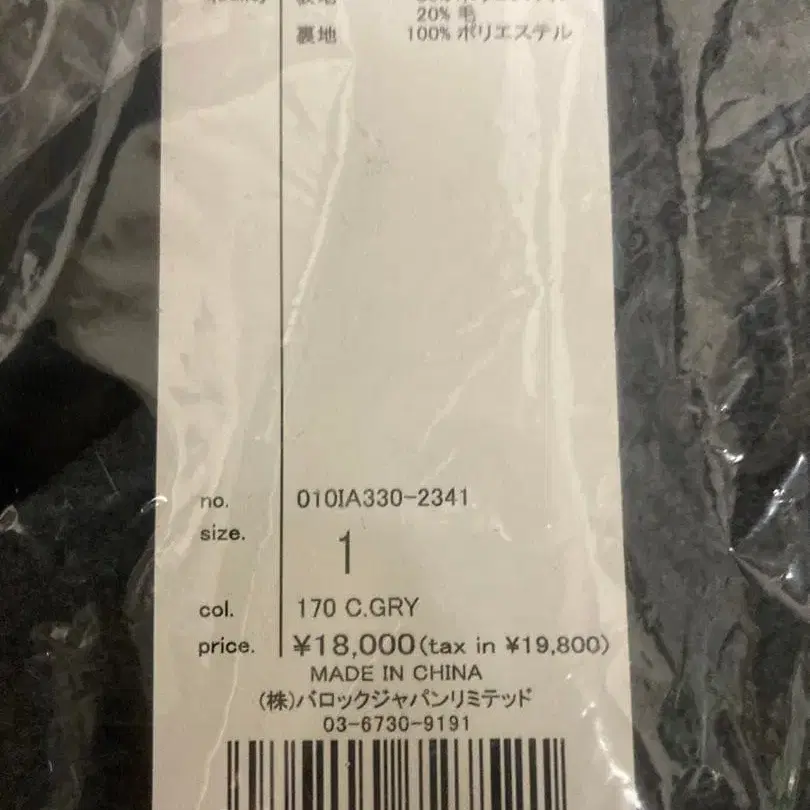 20% 毛
裏地 100% ポリエステル
no. 010IA330-2341
size. 1
col. 170 C.GRY
price. ¥18,000(tax in ¥19,800)
MADE IN CHINA
(株)バロックジャパンリミテッド
03-6730-9191